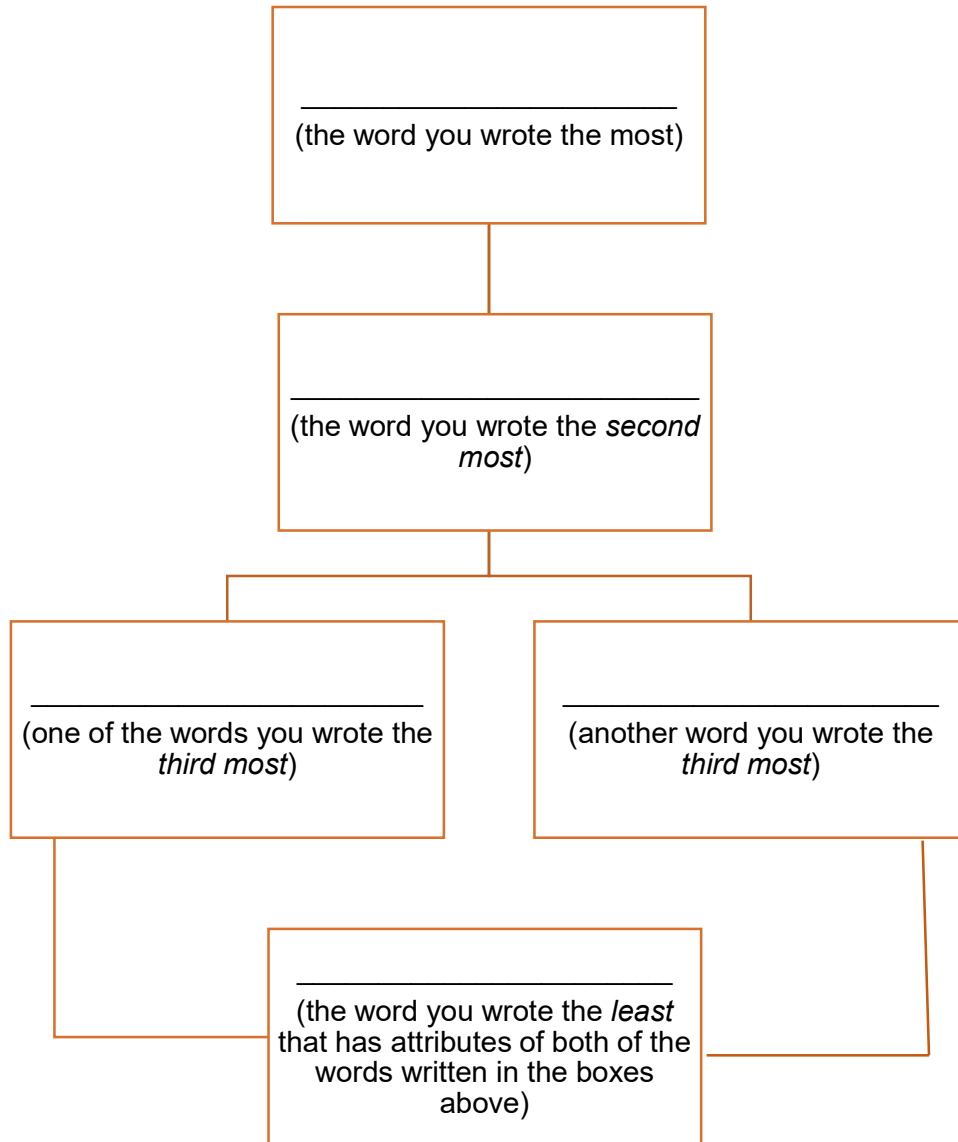 (the word you wrote the most)
(the word you wrote the second
most)
(one of the words you wrote the
third most)
(another word you wrote the
third most)
(the word you wrote the least
that has attributes of both of the
words written in the boxes
above)